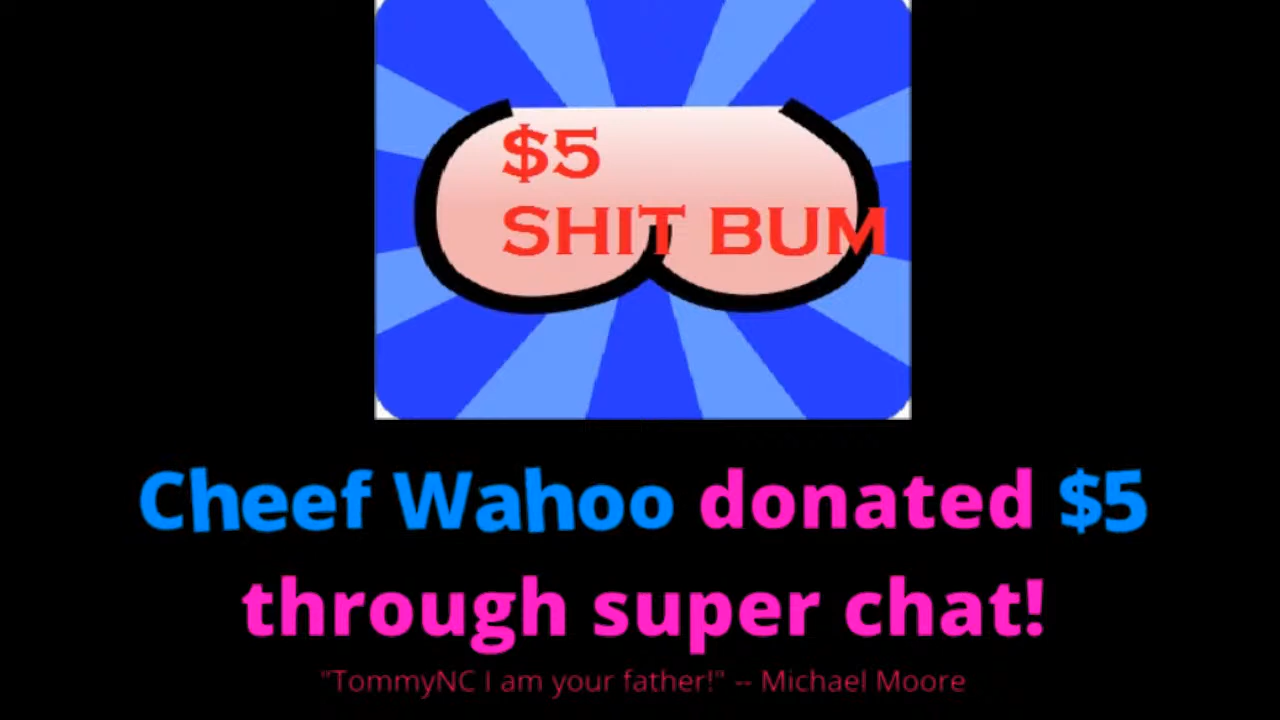 $5
SHIT BUM
Cheef Wahoo donated $5
through super chat!
"TommyNC I am your father!" -- Michael Moore